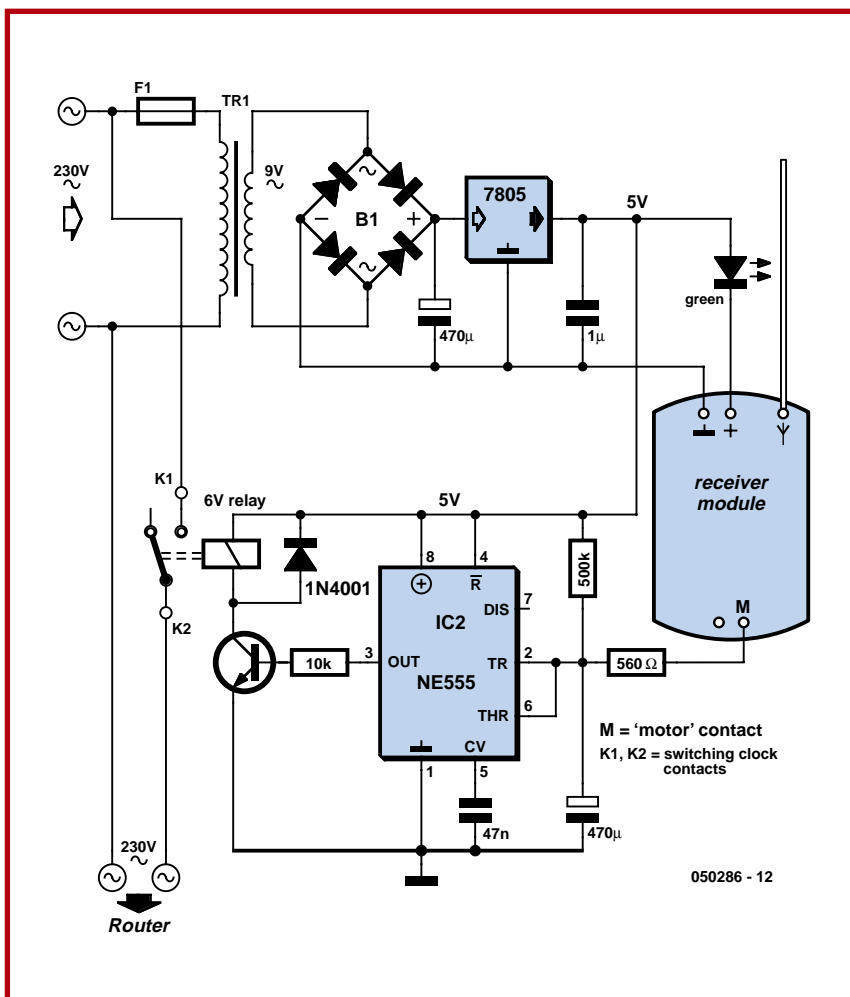 F1
TR1
230V
9V
B1
7805
5V
green
470µ
1µ
receiver
module
M
K1
6V relay
5V
K2
1N4001
8
4
R
DIS
7
500k
IC2
10k
3
OUT
TR
2
560 Ω
NE555
THR
6
CV
1
5
47n
470µ
M = ‘motor’ contact
K1, K2 = switching clock
contacts
230V
Router
050286 - 12